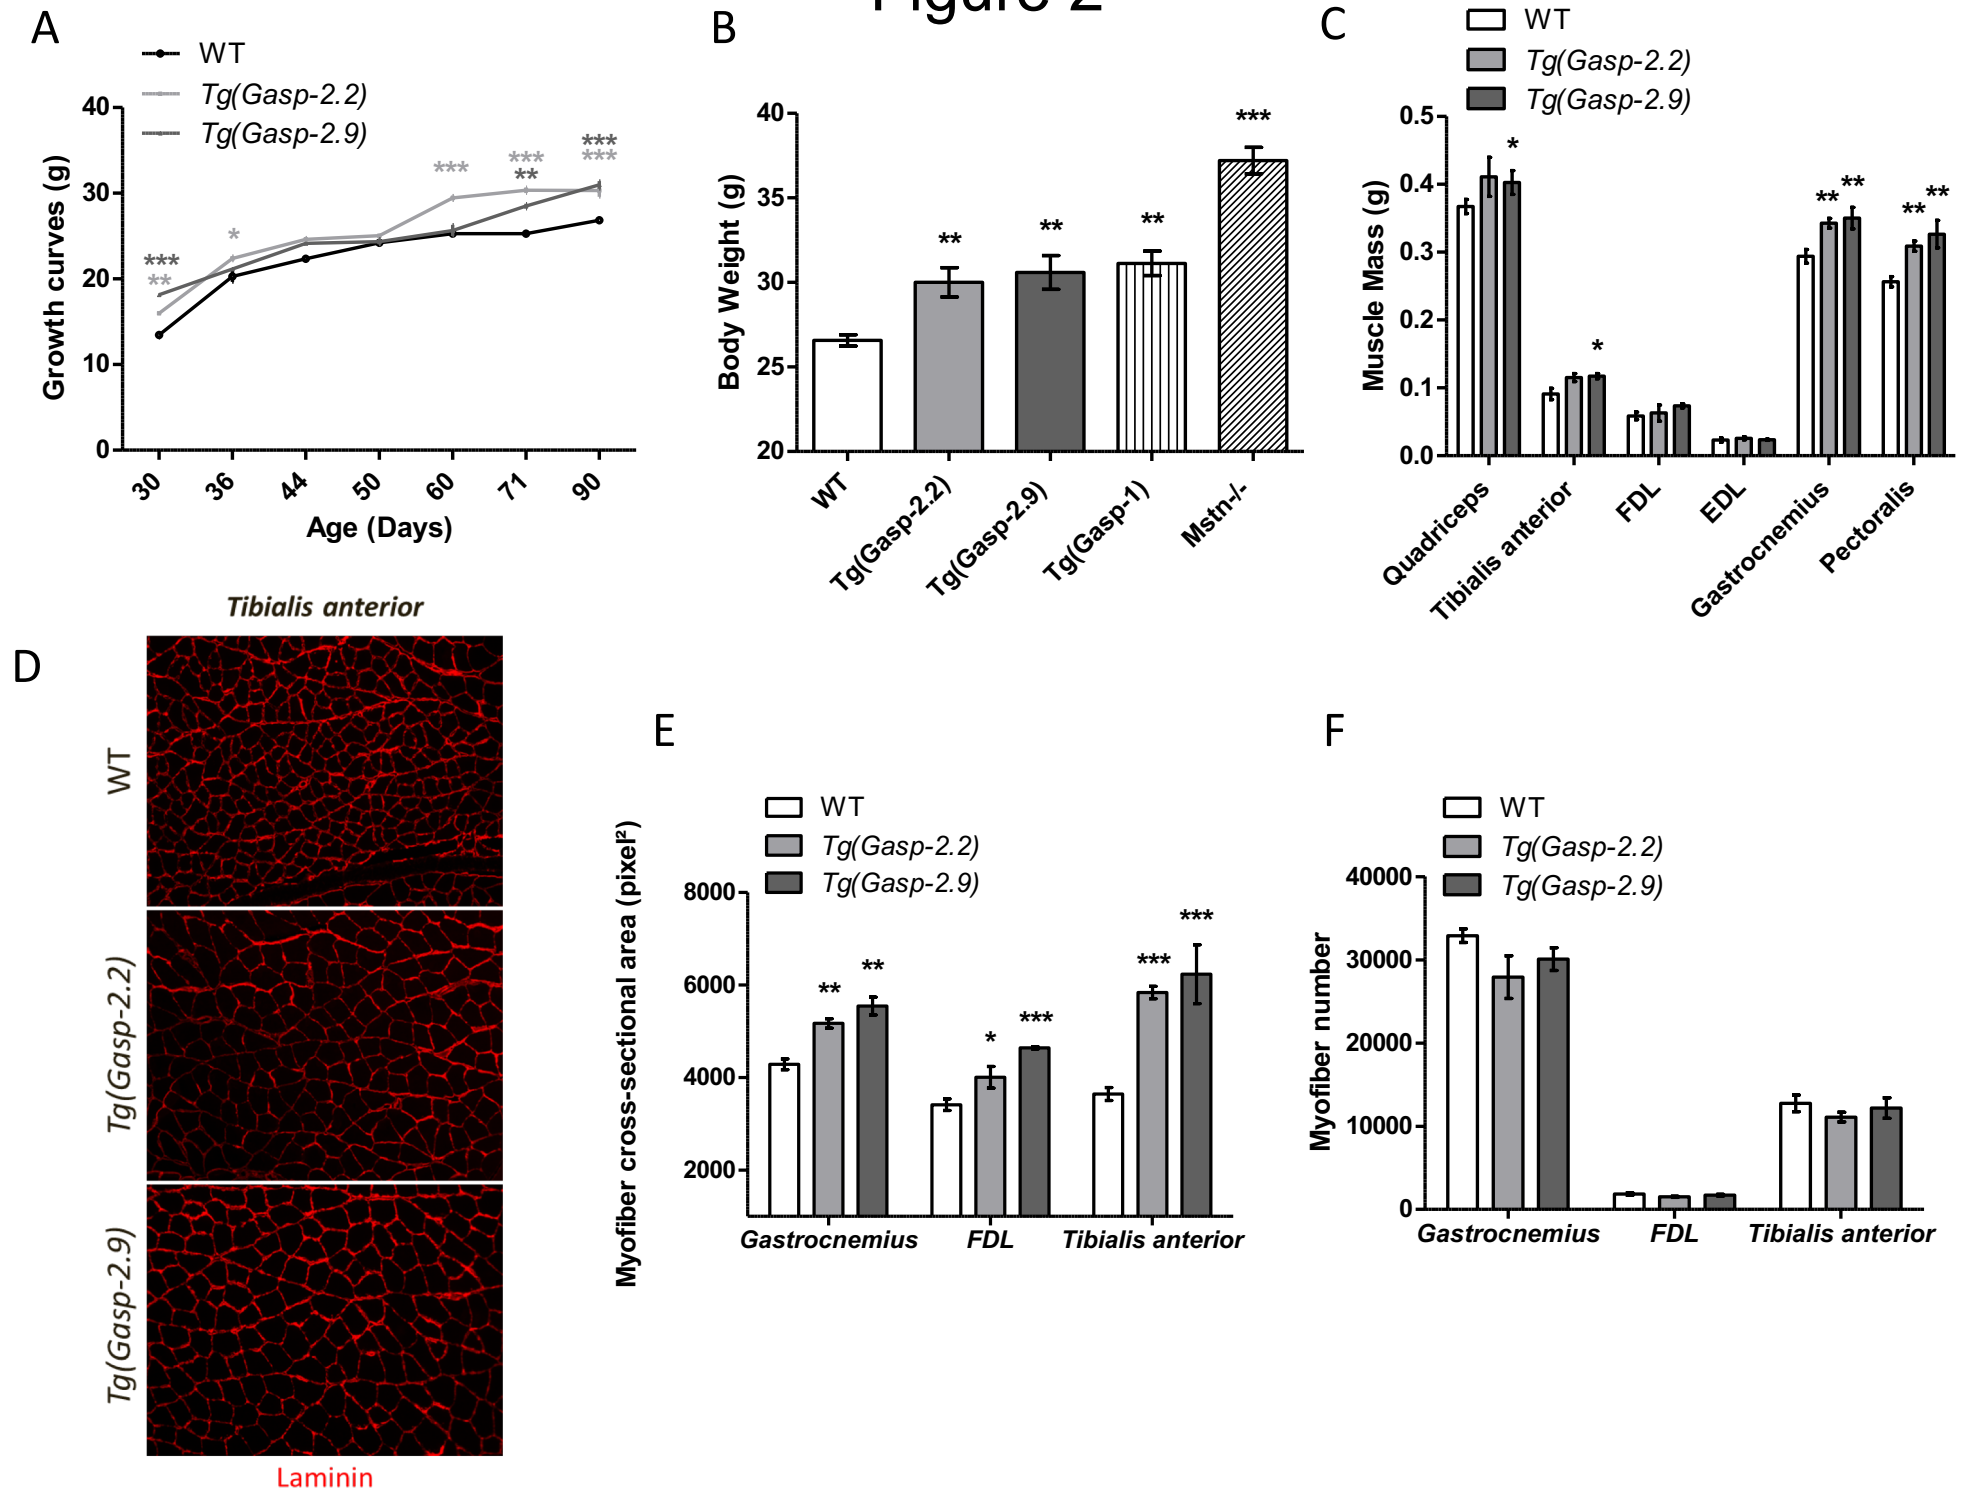 Figure 2
A
WT
Tg(Gasp-2.2)
Tg(Gasp-2.9)
Growth curves (g)
40
30
20
10
0
***
**
*
***
***
**
***
***
30 36 44 50 60 71 90
Age (Days)
B
Body Weight (g)
40
35
30
25
20
**
**
**
***
WT
Tg(Gasp-2.2)
Tg(Gasp-2.9)
Tg(Gasp-1)
Mstn-/-
C
WT
Tg(Gasp-2.2)
Tg(Gasp-2.9)
Muscle Mass (g)
0.5
0.4
0.3
0.2
0.1
0.0
*
*
** **
** **
Quadriceps
Tibialis anterior
FDL
EDL
Gastrocnemius
Pectoralis
D
Tibialis anterior
WT
Tg(Gasp-2.2)
Tg(Gasp-2.9)
Laminin
E
WT
Tg(Gasp-2.2)
Tg(Gasp-2.9)
Myofiber cross-sectional area (pixel²)
8000
6000
4000
2000
** **
* ***
*** ***
Gastrocnemius FDL Tibialis anterior
F
WT
Tg(Gasp-2.2)
Tg(Gasp-2.9)
Myofiber number
40000
30000
20000
10000
0
Gastrocnemius FDL Tibialis anterior